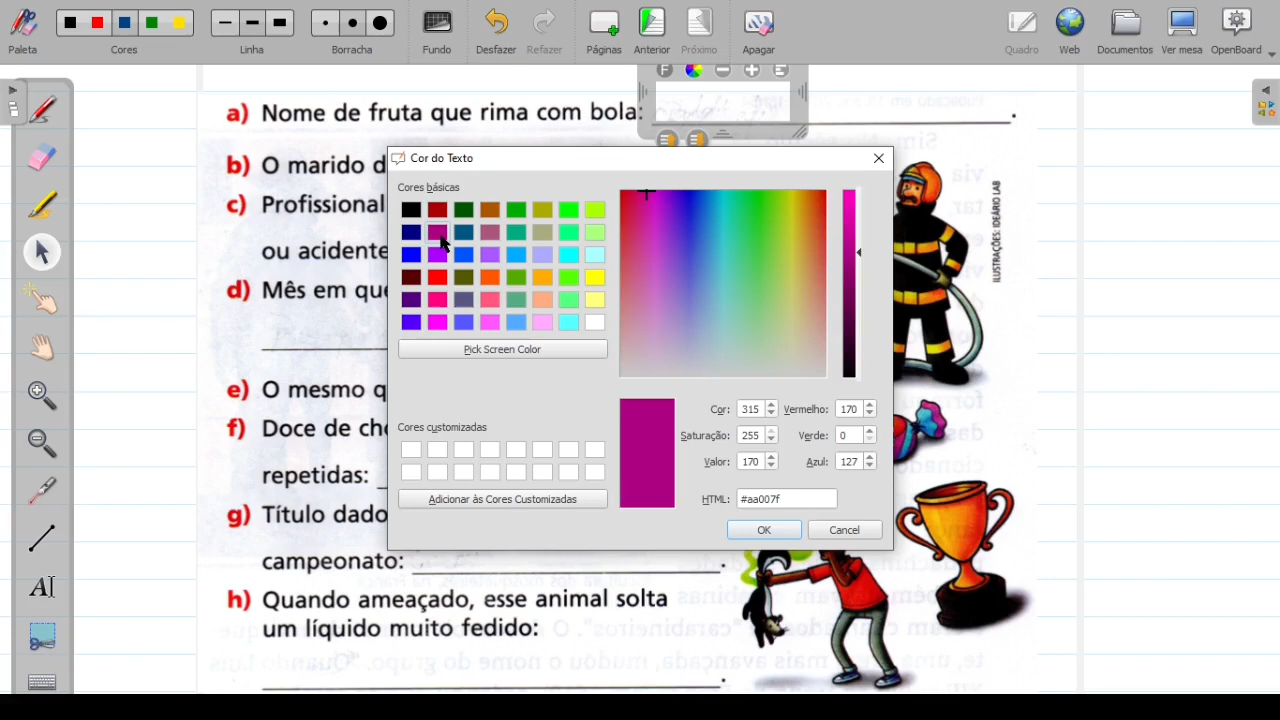 Paleta
Cores
Linha
Borracha
Fundo
Desfazer
Refazer
Páginas
Anterior
Próximo
Apagar
Quadro
Web
Documentos
Ver mesa
OpenBoard
F
a) Nome de fruta que rima com bola:
b) O marido d
c) Profissional
ou acidente
d) Mês em que
e) O mesmo q
f) Doce de cho
repetidas:
g) Título dado
campeonato:
h) Quando ameaçado, esse animal solta
um líquido muito fedido:
ILUSTRAÇÕES: IDEÁRIO LAB
Cor do Texto
Cores básicas
Pick Screen Color
Cores customizadas
Adicionar às Cores Customizadas
Cor: 315 Vermelho: 170
Saturação: 255 Verde: 0
Valor: 170 Azul: 127
HTML: #aa007f
OK Cancel
AI